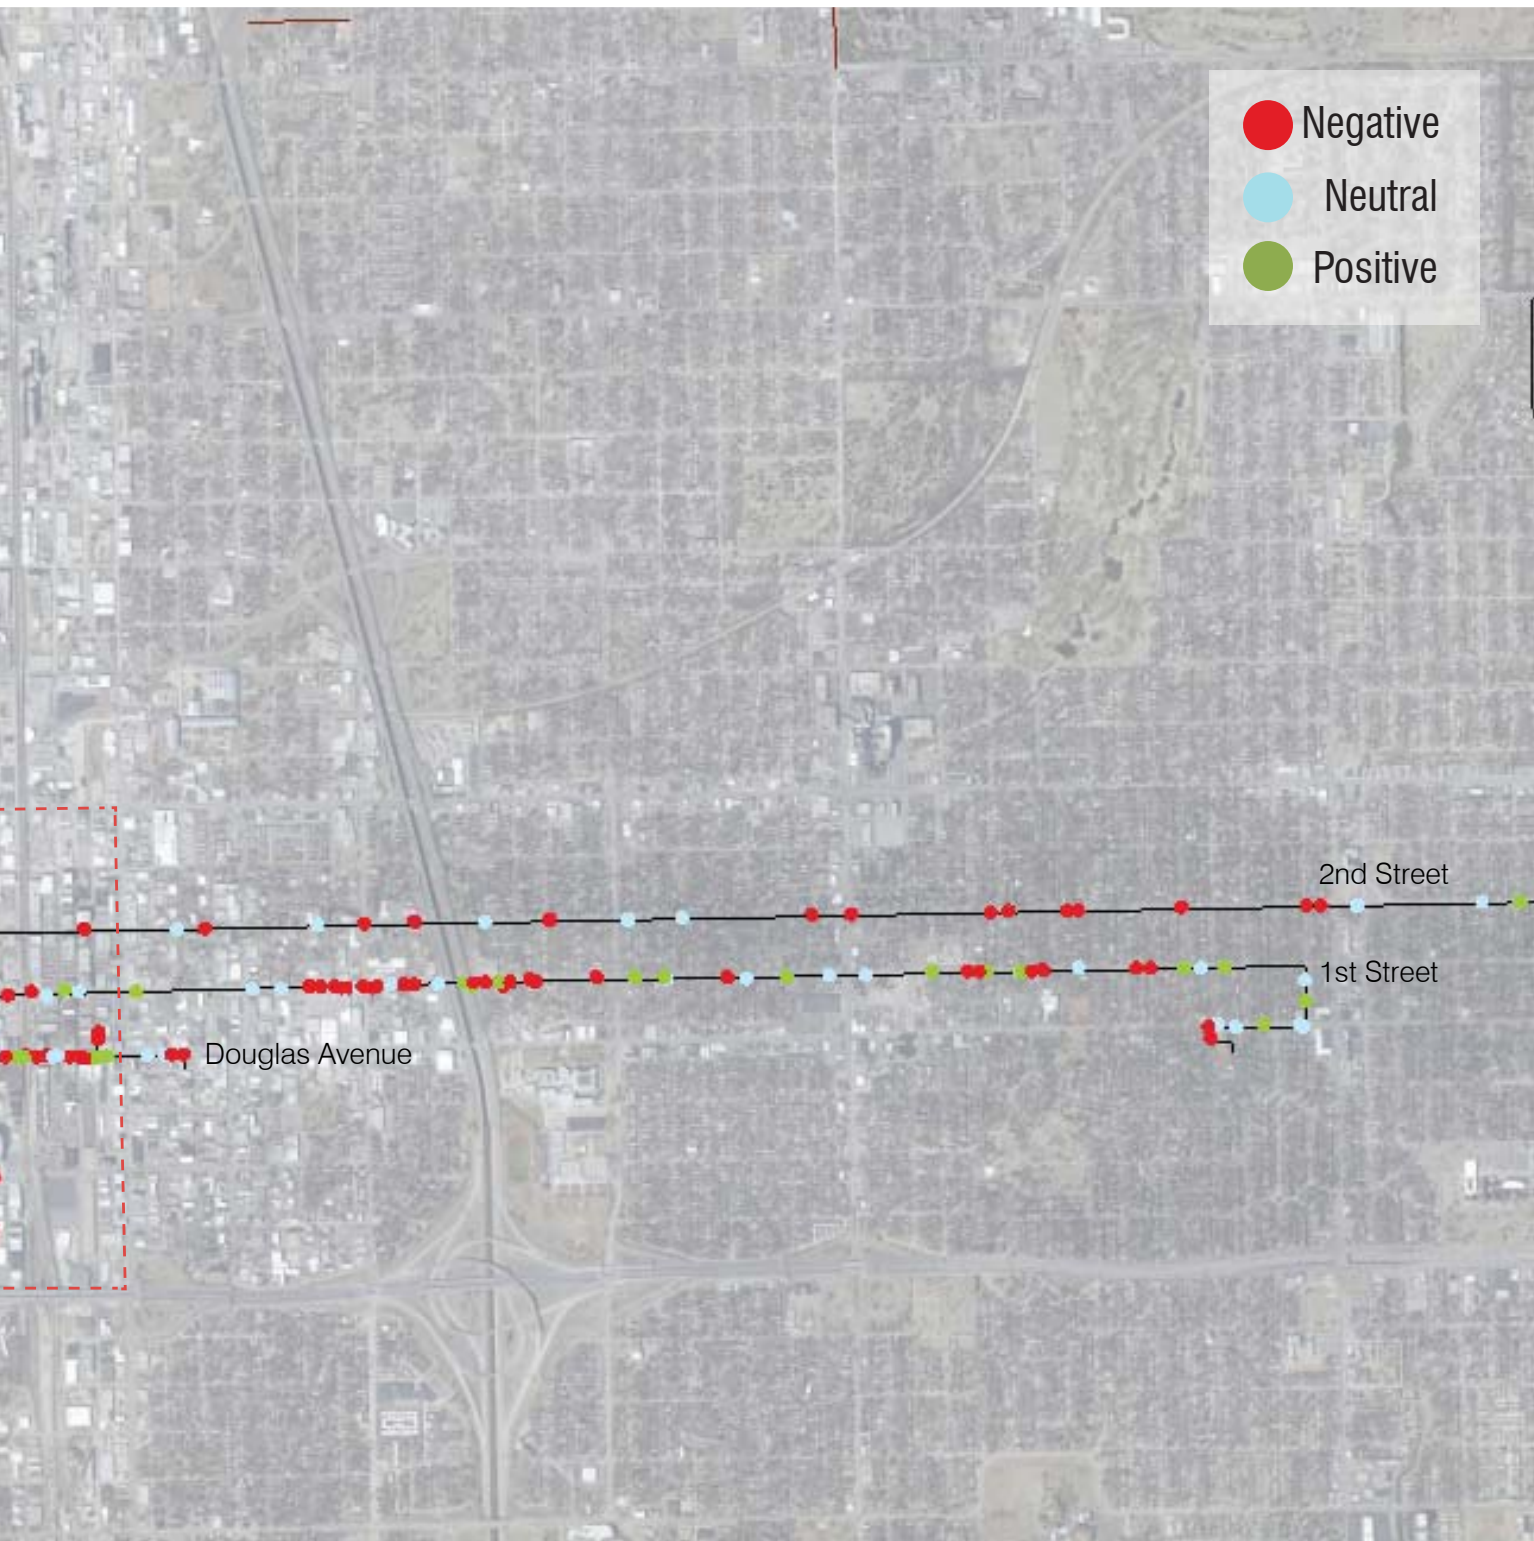 Negative
Neutral
Positive
2nd Street
1st Street
Douglas Avenue